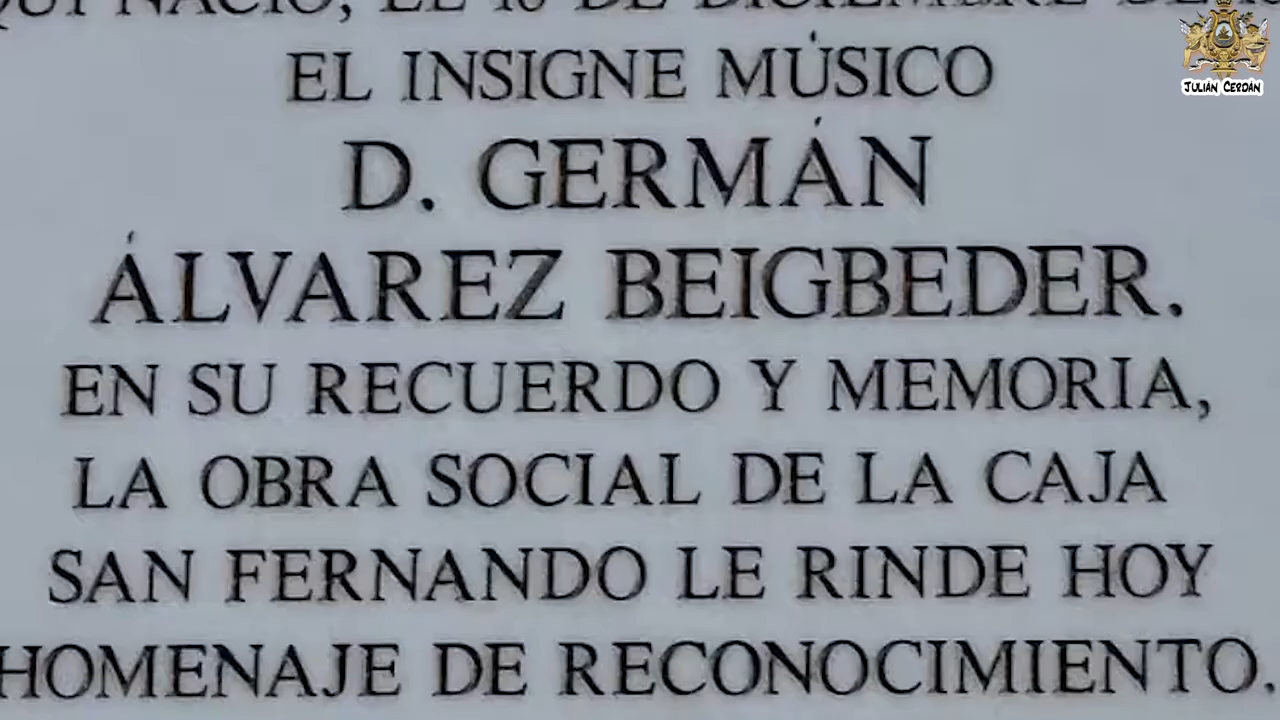 EL INSIGNE MÚSICO
D. GERMÁN
ÁLVAREZ BEIGBEDER.
EN SU RECUERDO Y MEMORIA,
LA OBRA SOCIAL DE LA CAJA
SAN FERNANDO LE RINDE HOY
HOMENAJE DE RECONOCIMIENTO.
JULIÁN CERDÁN